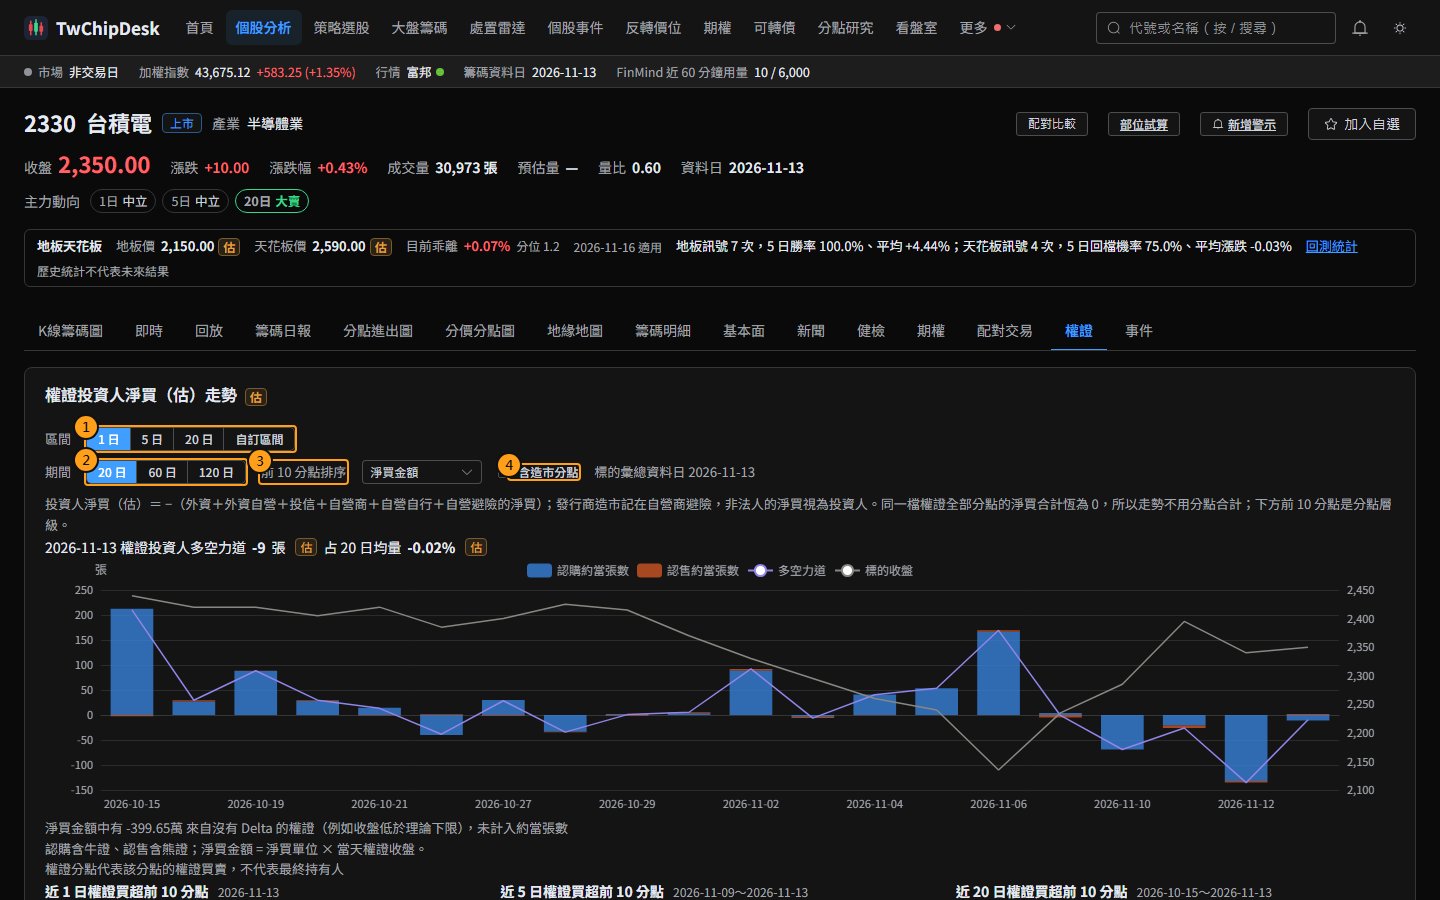 TwChipDesk 首頁 個股分析 策略選股 大盤籌碼 處置雷達 個股事件 反轉價位 期權 可轉債 分點研究 看盤室 更多 代號或名稱 ( 按 / 搜尋 )
市場 非交易日 加權指數 43,675.12 +583.25 (+1.35%) 行情 富邦 籌碼資料日 2026-11-13 FinMind 近 60 分鐘用量 10 / 6,000
2330 台積電 上市 產業 半導體業 配對比較 部位試算 新增警示 加入自選
收盤 2,350.00 漲跌 +10.00 漲跌幅 +0.43% 成交量 30,973 張 預估量 — 量比 0.60 資料日 2026-11-13
主力動向 1日 中立 5日 中立 20日 大賣
地板天花板 地板價 2,150.00 估 天花板價 2,590.00 估 目前乖離 +0.07% 分位 1.2 2026-11-16 適用 地板訊號 7 次，5 日勝率 100.0%、平均 +4.44%；天花板訊號 4 次，5 日回檔機率 75.0%、平均漲跌 -0.03% 回測統計
歷史統計不代表未來結果
K線籌碼圖 即時 回放 籌碼日報 分點進出圖 分價分點圖 地緣地圖 籌碼明細 基本面 新聞 健檢 期權 配對交易 權證 事件
權證投資人淨買（估）走勢 估
區間 1 1 日 5 日 20 日 自訂區間
期間 2 20 日 60 日 120 日 3 前 10 分點排序 淨買金額 4 含造市分點 標的彙總資料日 2026-11-13
投資人淨買（估）＝ −（外資＋外資自營＋投信＋自營商＋自營自行＋自營避險的淨買）；發行商造市記在自營商避險，非法人的淨買視為投資人。同一檔權證全部分點的淨買合計恆為 0，所以走勢不用分點合計；下方前 10 分點是分點層
級。
2026-11-13 權證投資人多空力道 -9 張 估 占 20 日均量 -0.02% 估
張 認購約當張數 認售約當張數 多空力道 標的收盤
250 2,450
200 2,400
150 2,350
100 2,300
50 2,250
0 2,200
-50 2,150
-100 2,100
-150
2026-10-15 2026-10-19 2026-10-21 2026-10-27 2026-10-29 2026-11-02 2026-11-04 2026-11-06 2026-11-10 2026-11-12
淨買金額中有 -399.65萬 來自沒有 Delta 的權證（例如收盤低於理論下限），未計入約當張數
認購含牛證、認售含熊證；淨買金額 = 淨買單位 × 當天權證收盤。
權證分點代表該分點的權證買賣，不代表最終持有人
近 1 日權證買超前 10 分點 2026-11-13 近 5 日權證買超前 10 分點 2026-11-09～2026-11-13 近 20 日權證買超前 10 分點 2026-10-15～2026-11-13